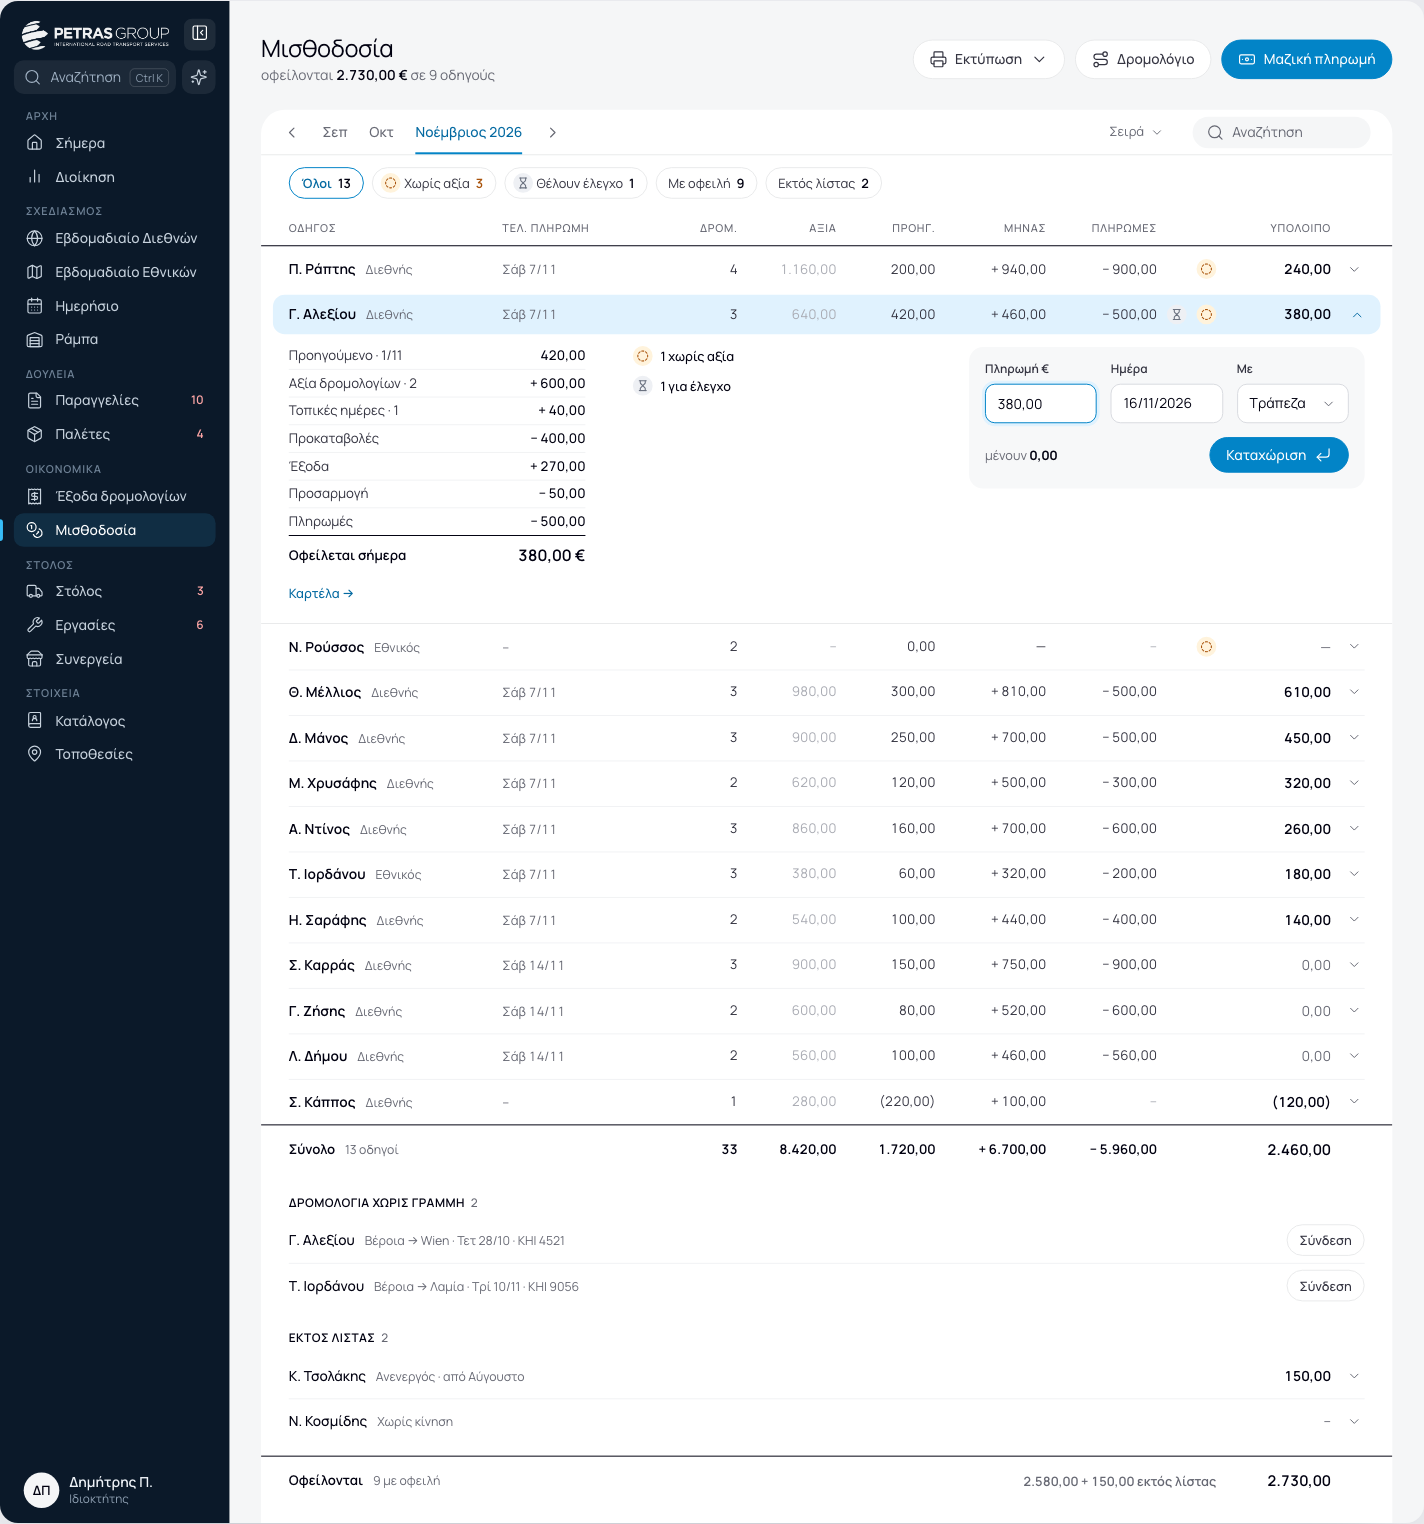 PETRAS GROUP
INTERNATIONAL ROAD TRANSPORT SERVICES
Αναζήτηση Ctrl K
ΑΡΧΗ
Σήμερα
Διοίκηση
ΣΧΕΔΙΑΣΜΟΣ
Εβδομαδιαίο Διεθνών
Εβδομαδιαίο Εθνικών
Ημερήσιο
Ράμπα
ΔΟΥΛΕΙΑ
Παραγγελίες 10
Παλέτες 4
ΟΙΚΟΝΟΜΙΚΑ
Έξοδα δρομολογίων
Μισθοδοσία
ΣΤΟΛΟΣ
Στόλος 3
Εργασίες 6
Συνεργεία
ΣΤΟΙΧΕΙΑ
Κατάλογος
Τοποθεσίες
ΔΠ
Δημήτρης Π.
Ιδιοκτήτης
Μισθοδοσία
οφείλονται 2.730,00 € σε 9 οδηγούς
Εκτύπωση
Δρομολόγιο
Μαζική πληρωμή
Σεπ Οκτ Νοέμβριος 2026
Σειρά
Αναζήτηση
Όλοι 13 Χωρίς αξία 3 Θέλουν έλεγχο 1 Με οφειλή 9 Εκτός λίστας 2
ΟΔΗΓΟΣ ΤΕΛ. ΠΛΗΡΩΜΗ ΔΡΟΜ. ΑΞΙΑ ΠΡΟΗΓ. ΜΗΝΑΣ ΠΛΗΡΩΜΕΣ ΥΠΟΛΟΙΠΟ
Π. Ράπτης Διεθνής Σάβ 7/11 4 1.160,00 200,00 + 940,00 − 900,00 240,00
Γ. Αλεξίου Διεθνής Σάβ 7/11 3 640,00 420,00 + 460,00 − 500,00 380,00
Προηγούμενο · 1/11 420,00
Αξία δρομολογίων · 2 + 600,00
Τοπικές ημέρες · 1 + 40,00
Προκαταβολές − 400,00
Έξοδα + 270,00
Προσαρμογή − 50,00
Πληρωμές − 500,00
Οφείλεται σήμερα 380,00 €
Καρτέλα →
1 χωρίς αξία
1 για έλεγχο
Πληρωμή € Ημέρα Με
380,00 16/11/2026 Τράπεζα
μένουν 0,00 Καταχώριση
Ν. Ρούσσος Εθνικός – 2 – 0,00 — – —
Θ. Μέλλιος Διεθνής Σάβ 7/11 3 980,00 300,00 + 810,00 − 500,00 610,00
Δ. Μάνος Διεθνής Σάβ 7/11 3 900,00 250,00 + 700,00 − 500,00 450,00
Μ. Χρυσάφης Διεθνής Σάβ 7/11 2 620,00 120,00 + 500,00 − 300,00 320,00
Α. Ντίνος Διεθνής Σάβ 7/11 3 860,00 160,00 + 700,00 − 600,00 260,00
Τ. Ιορδάνου Εθνικός Σάβ 7/11 3 380,00 60,00 + 320,00 − 200,00 180,00
Η. Σαράφης Διεθνής Σάβ 7/11 2 540,00 100,00 + 440,00 − 400,00 140,00
Σ. Καρράς Διεθνής Σάβ 14/11 3 900,00 150,00 + 750,00 − 900,00 0,00
Γ. Ζήσης Διεθνής Σάβ 14/11 2 600,00 80,00 + 520,00 − 600,00 0,00
Λ. Δήμου Διεθνής Σάβ 14/11 2 560,00 100,00 + 460,00 − 560,00 0,00
Σ. Κάππος Διεθνής – 1 280,00 (220,00) + 100,00 – (120,00)
Σύνολο 13 οδηγοί 33 8.420,00 1.720,00 + 6.700,00 − 5.960,00 2.460,00
ΔΡΟΜΟΛΟΓΙΑ ΧΩΡΙΣ ΓΡΑΜΜΗ 2
Γ. Αλεξίου Βέροια → Wien · Τετ 28/10 · ΚΗΙ 4521 Σύνδεση
Τ. Ιορδάνου Βέροια → Λαμία · Τρί 10/11 · ΚΗΙ 9056 Σύνδεση
ΕΚΤΟΣ ΛΙΣΤΑΣ 2
Κ. Τσολάκης Ανενεργός · από Αύγουστο 150,00
Ν. Κοσμίδης Χωρίς κίνηση –
Οφείλονται 9 με οφειλή 2.580,00 + 150,00 εκτός λίστας 2.730,00